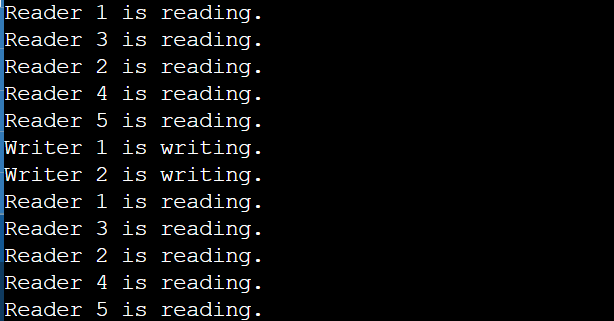 Reader 1 is reading.
Reader 3 is reading.
Reader 2 is reading.
Reader 4 is reading.
Reader 5 is reading.
Writer 1 is writing.
Writer 2 is writing.
Reader 1 is reading.
Reader 3 is reading.
Reader 2 is reading.
Reader 4 is reading.
Reader 5 is reading.